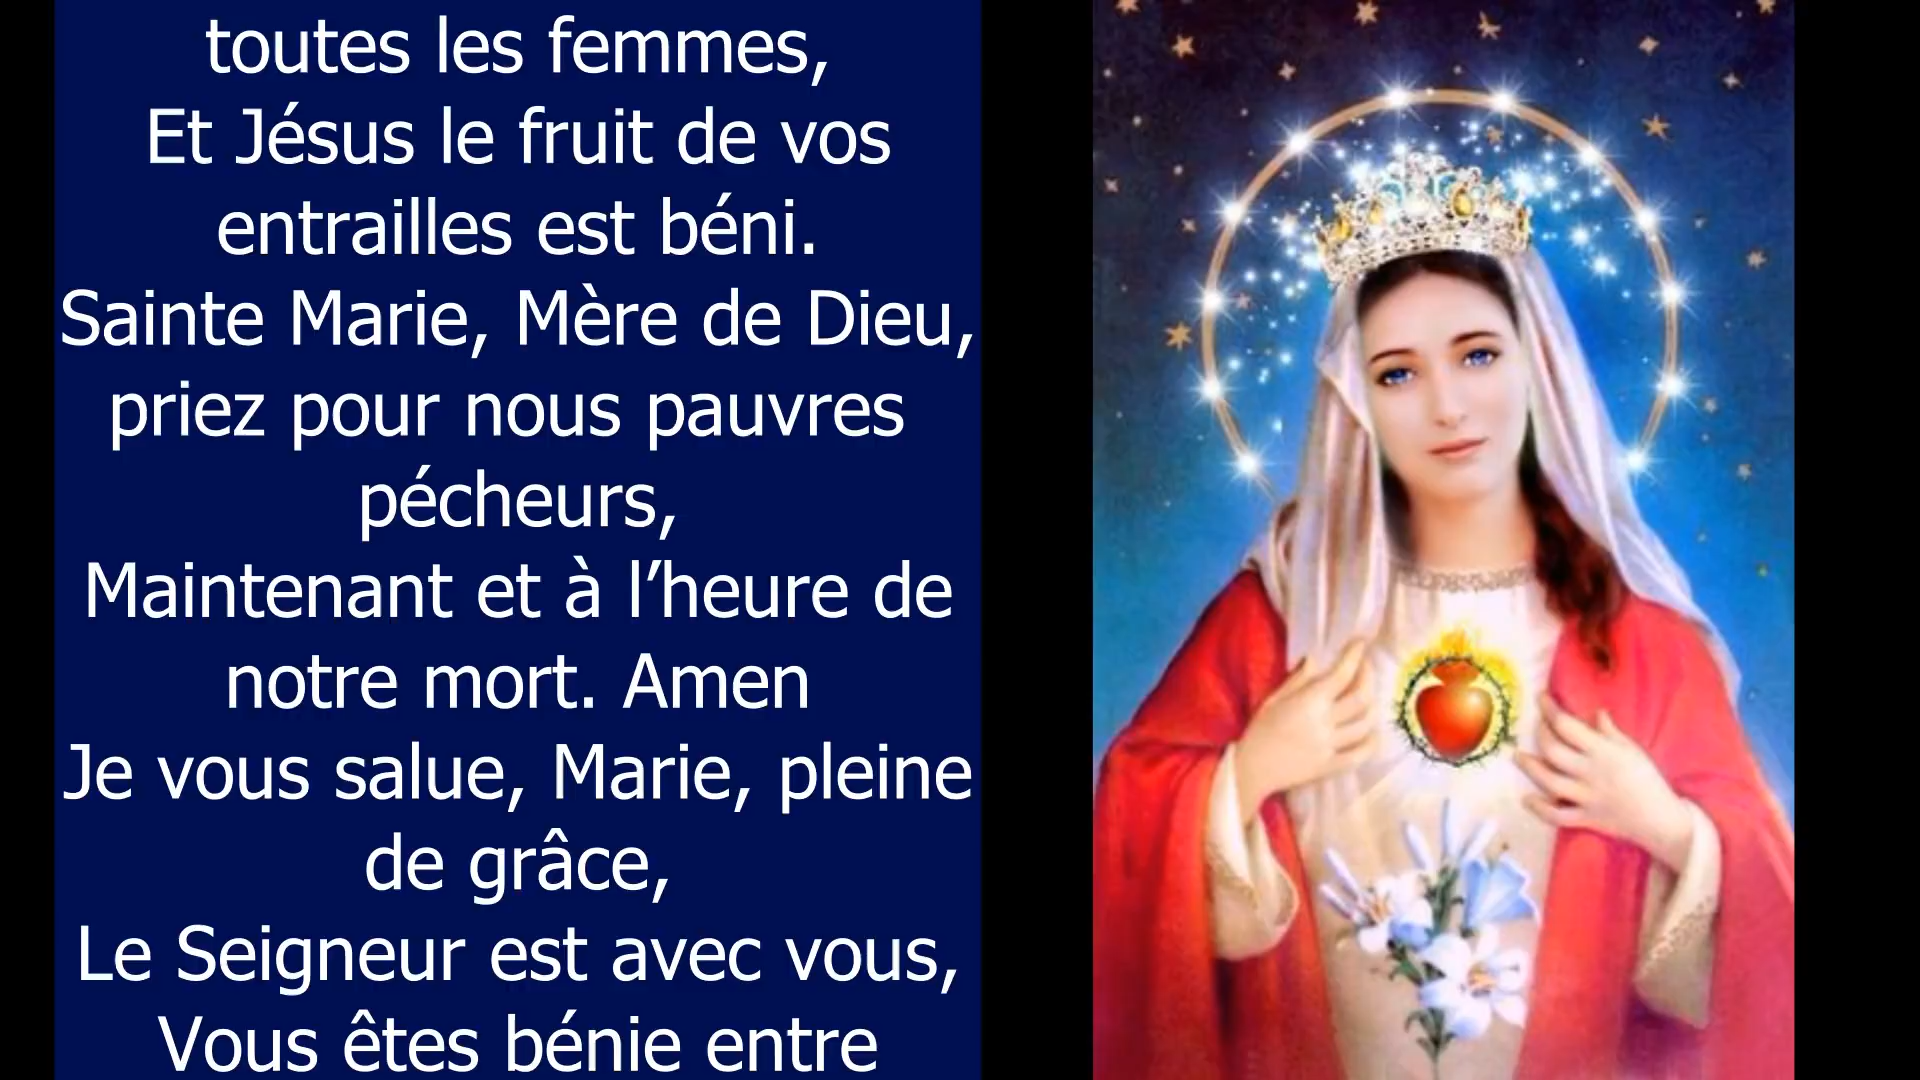 toutes les femmes,
Et Jésus le fruit de vos
entrailles est béni.
Sainte Marie, Mère de Dieu,
priez pour nous pauvres
pécheurs,
Maintenant et à l’heure de
notre mort. Amen
Je vous salue, Marie, pleine
de grâce,
Le Seigneur est avec vous,
Vous êtes bénie entre